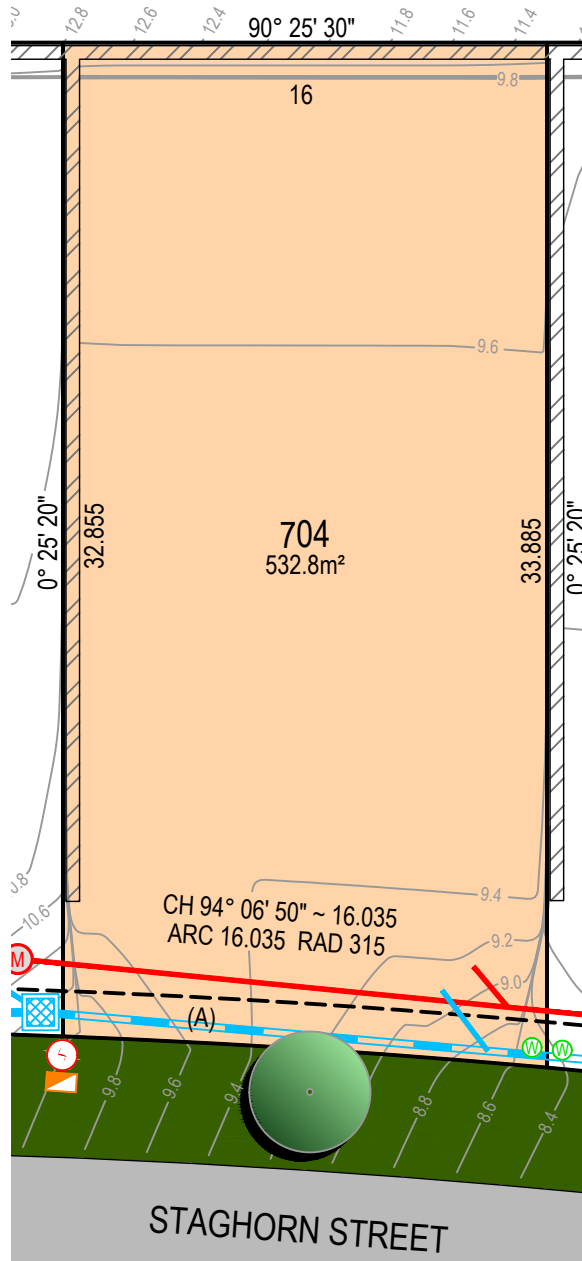 .0
12.8
12.6
12.4
90° 25' 30"
11.8
11.6
11.4
9.8
16
9.6
0° 25' 20"
32.855
704
532.8m²
33.885
0° 25' 20"
0.8
10.6
9.4
CH 94° 06' 50" ~ 16.035
ARC 16.035 RAD 315
9.2
9.0
M
(A)
W
W
9.8
9.6
9.4
8.8
8.6
8.4
STAGHORN STREET